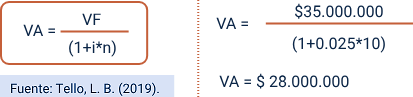 VA = VF
(1+i*n)
Fuente: Tello, L. B. (2019).
VA = $35.000.000
(1+0.025*10)
VA = $ 28.000.000